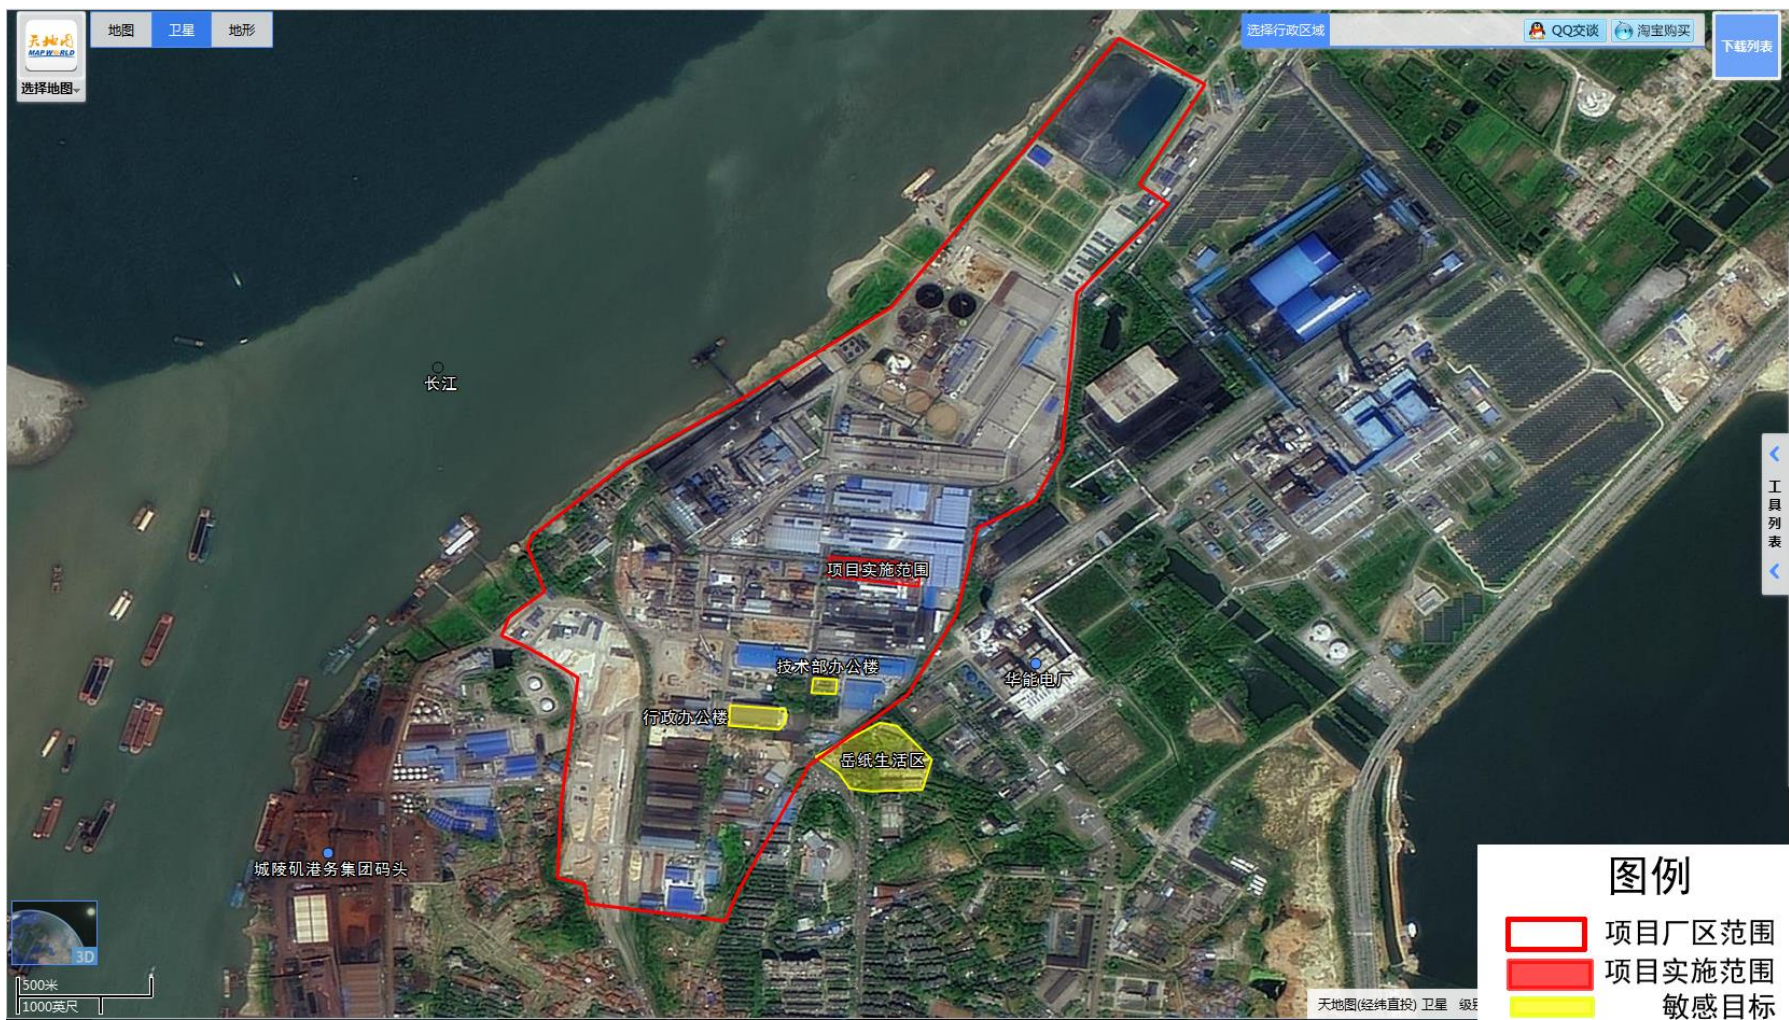 天地图
MAP WORLD
选择地图
地图
卫星
地形
选择行政区域
QQ交谈
淘宝购买
下载列表
长江
项目实施范围
技术部办公楼
华能电厂
行政办公楼
岳纸生活区
城陵矶港务集团码头
工具列表
3D
500米
1000英尺
天地图(经纬直投) 卫星 级
图例
项目厂区范围
项目实施范围
敏感目标